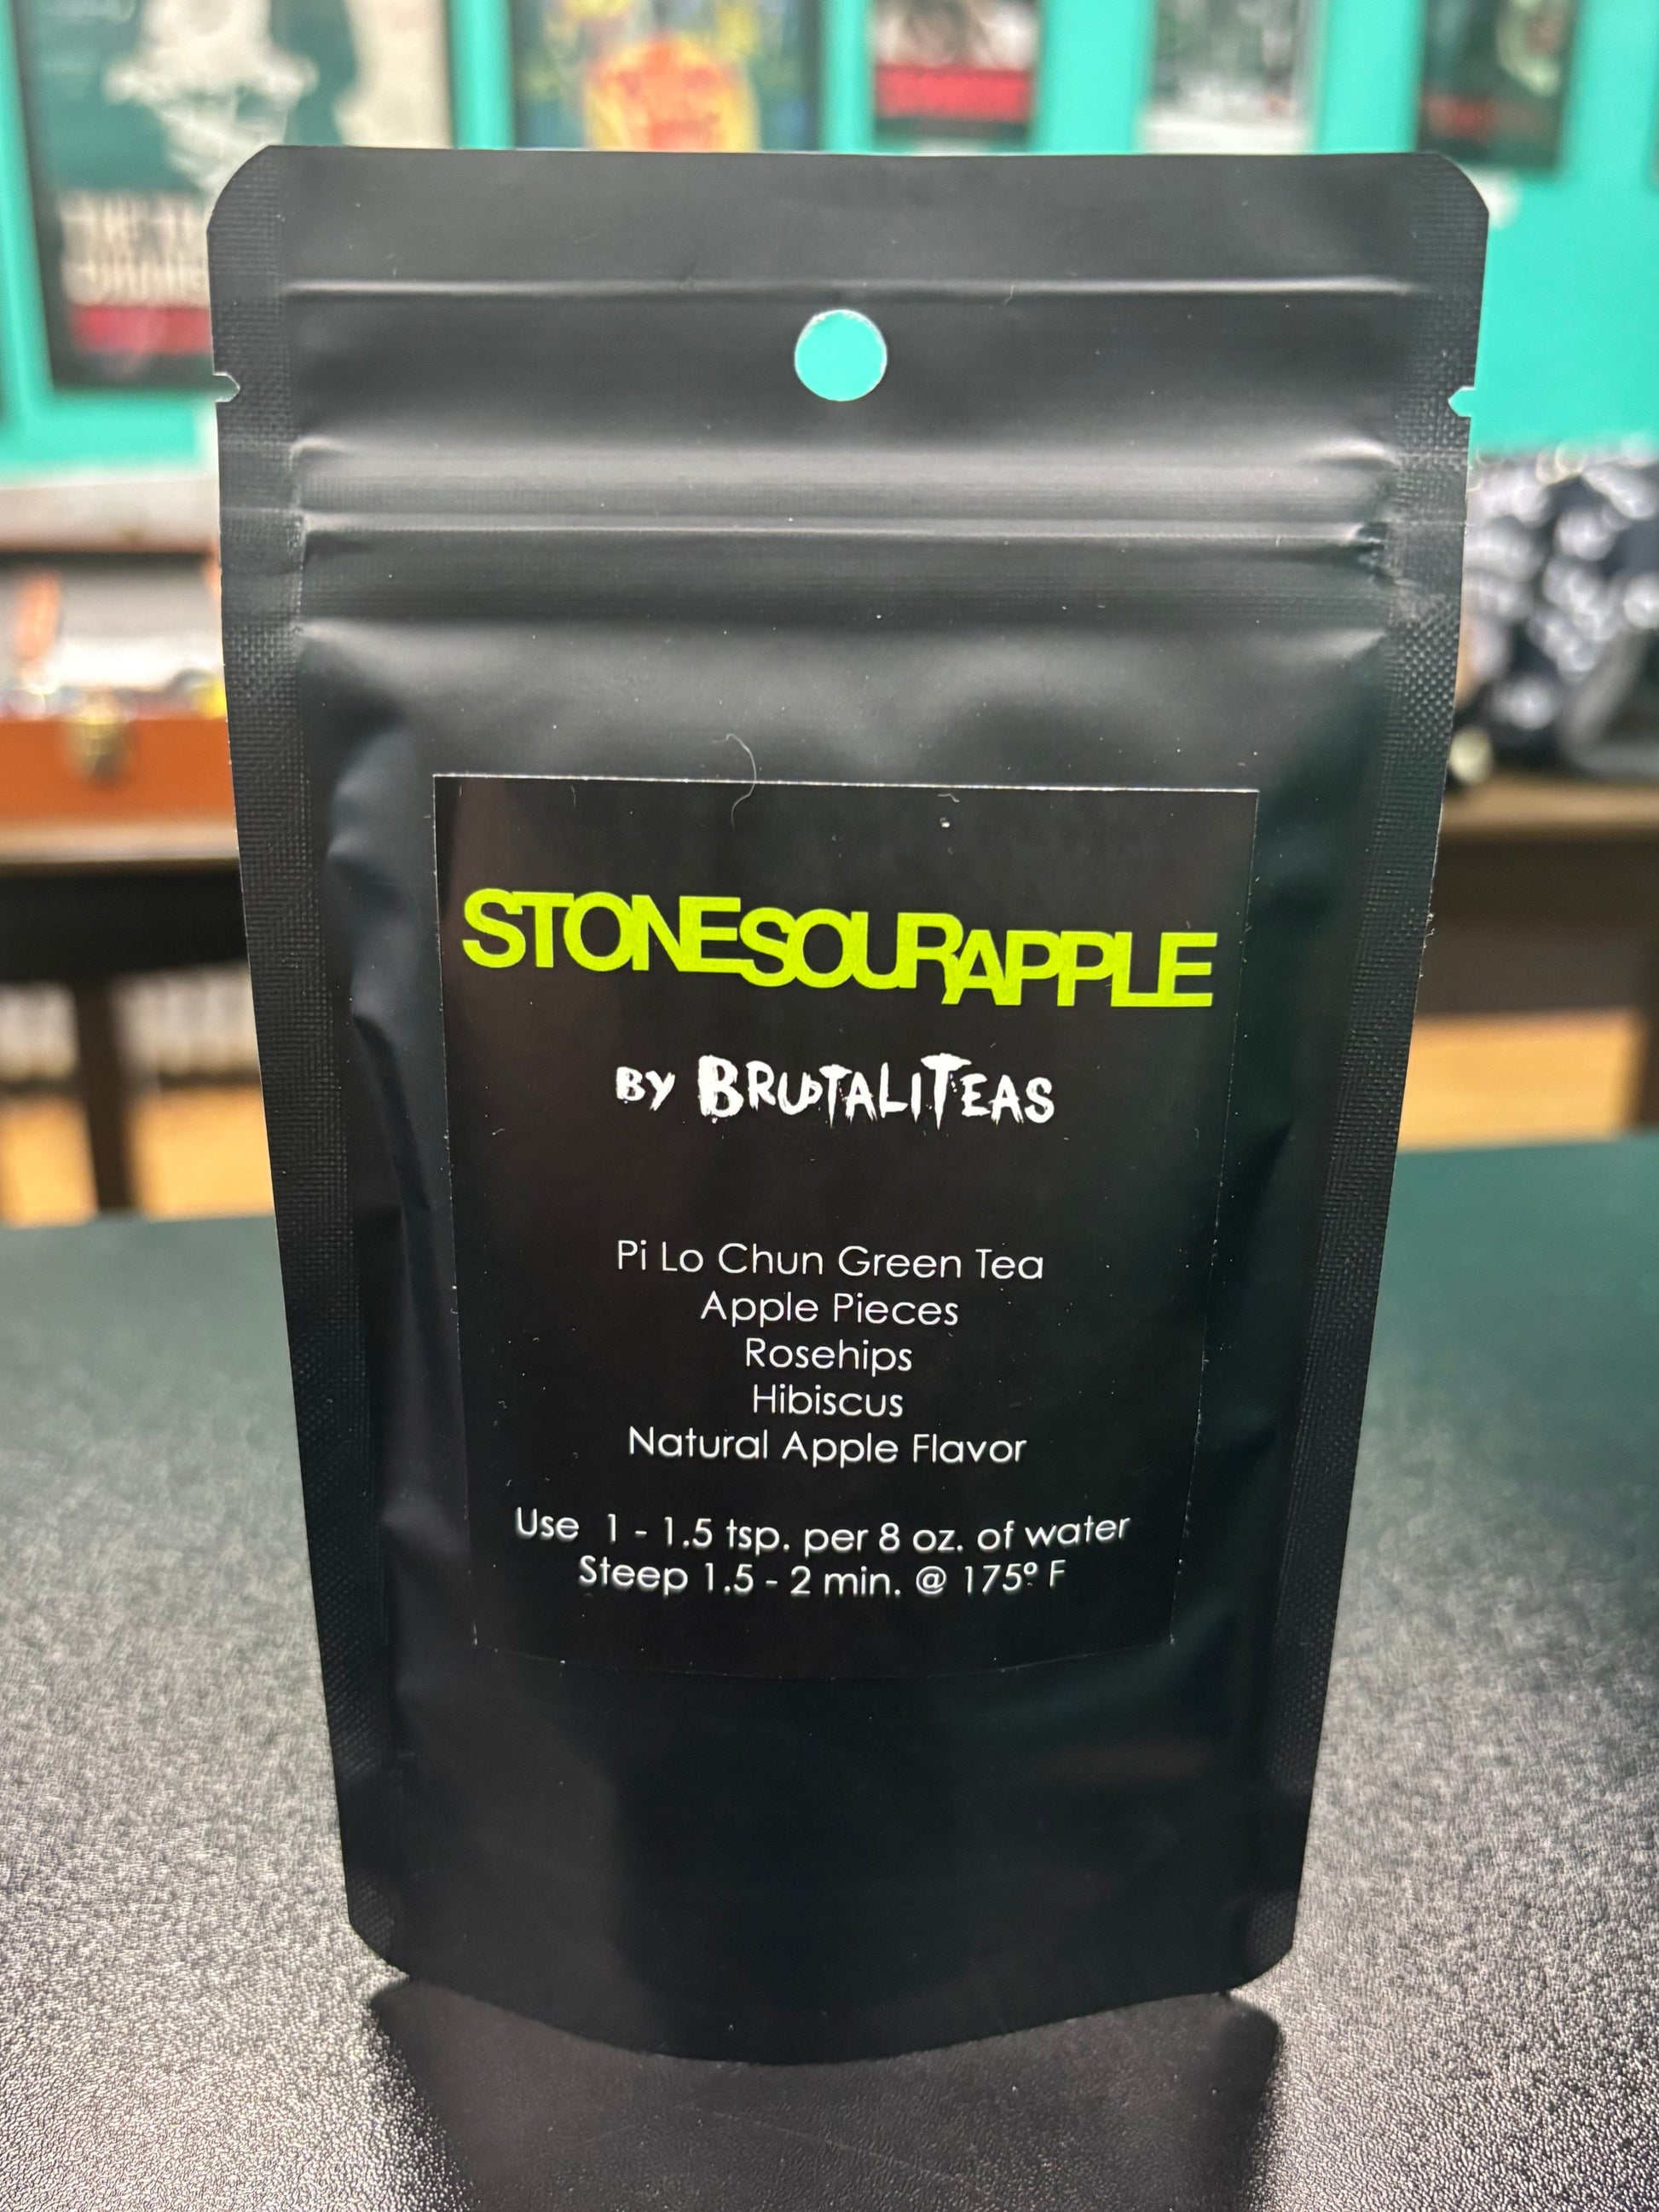 STONESOURAPPLE
BY BRUTALITEAS
Pi Lo Chun Green Tea
Apple Pieces
Rosehips
Hibiscus
Natural Apple Flavor
Use 1 - 1.5 tsp. per 8 oz. of water
Steep 1.5 - 2 min. @ 175º F